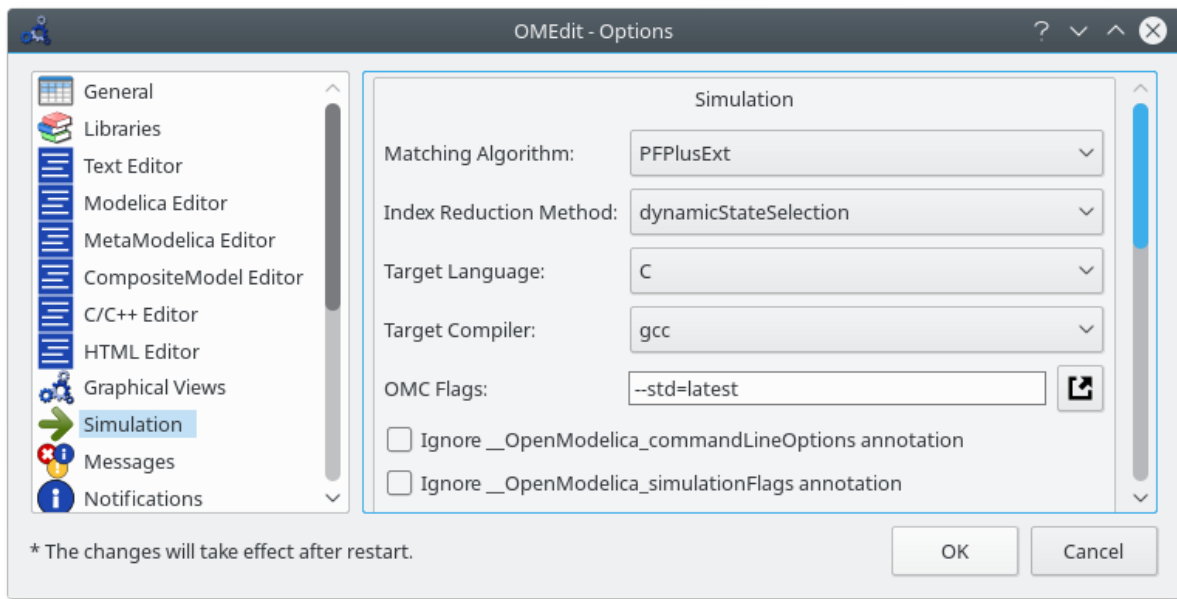 OMEdit - Options
General
Libraries
Text Editor
Modelica Editor
MetaModelica Editor
CompositeModel Editor
C/C++ Editor
HTML Editor
Graphical Views
Simulation
Messages
Notifications
Simulation
Matching Algorithm: PFPlusExt
Index Reduction Method: dynamicStateSelection
Target Language: C
Target Compiler: gcc
OMC Flags: --std=latest
Ignore __OpenModelica_commandLineOptions annotation
Ignore __OpenModelica_simulationFlags annotation
* The changes will take effect after restart.
OK
Cancel